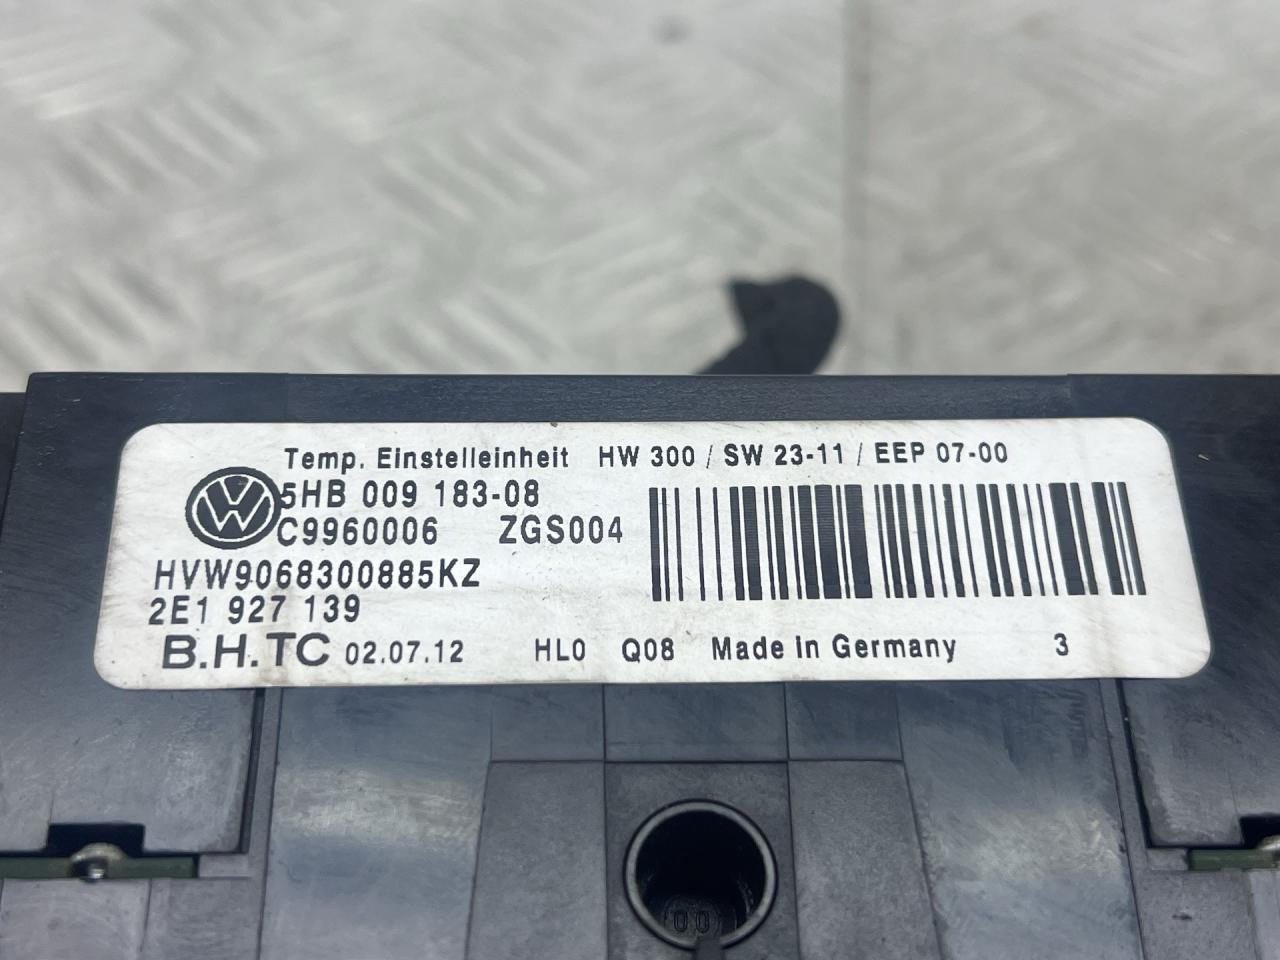 Temp. Einstelleinheit HW 300 / SW 23-11 / EEP 07-00
5HB 009 183-08
C9960006 ZGS004
HVW9068300885KZ
2E1 927 139
B.H.TC 02.07.12 HL0 Q08 Made in Germany 3
00